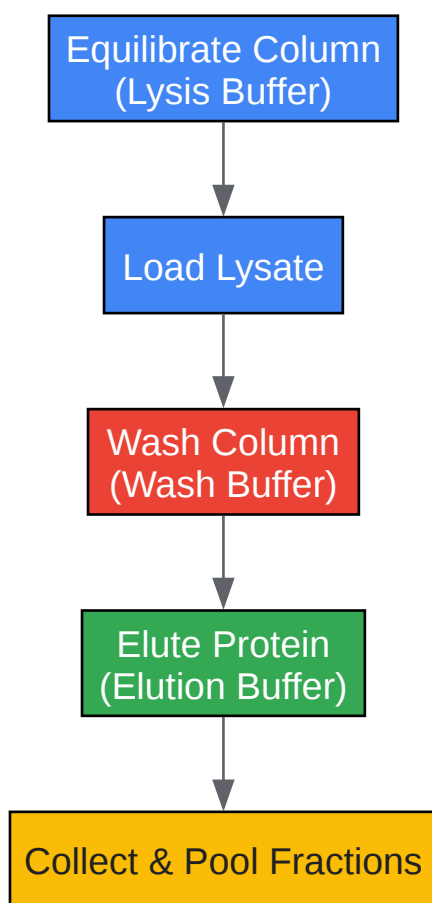 Equilibrate Column
(Lysis Buffer)
Load Lysate
Wash Column
(Wash Buffer)
Elute Protein
(Elution Buffer)
Collect & Pool Fractions